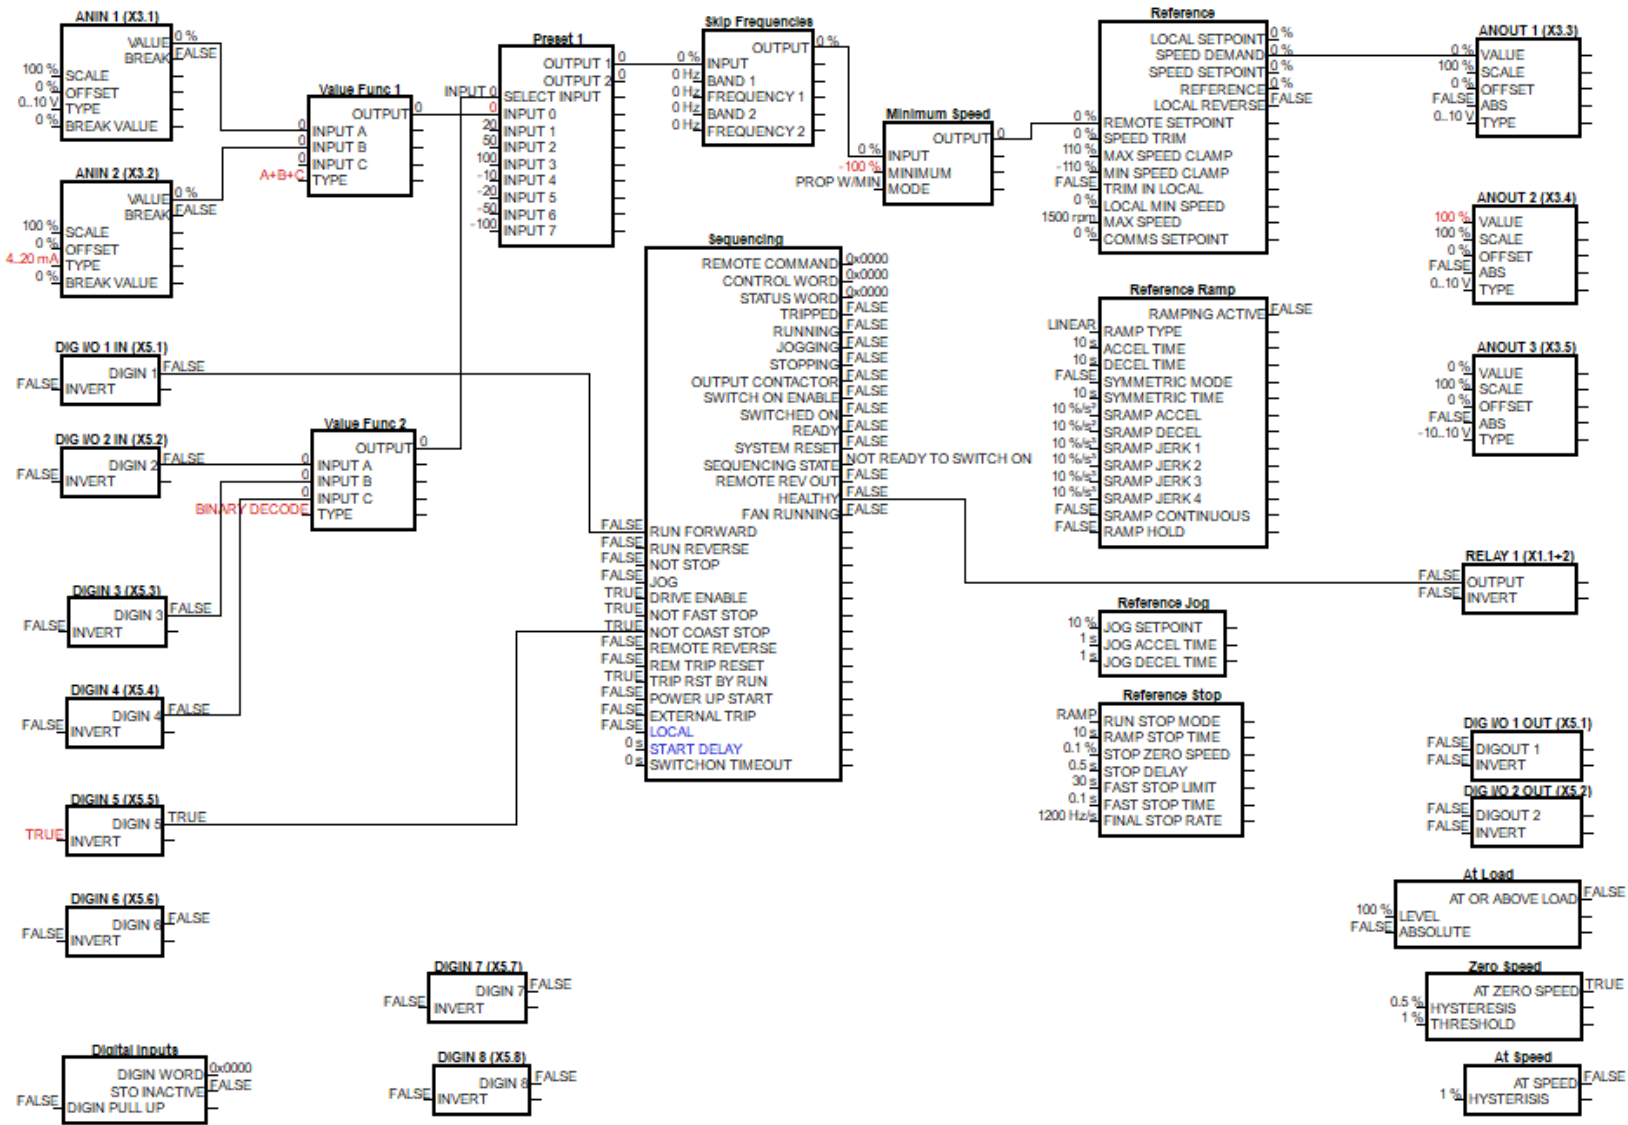 ANIN 1 (X3.1)
VALUE 0 %
BREAK FALSE
100 % SCALE
0 % OFFSET
0..10 V TYPE
0 % BREAK VALUE
ANIN 2 (X3.2)
VALUE 0 %
BREAK FALSE
100 % SCALE
0 % OFFSET
4..20 mA TYPE
0 % BREAK VALUE
DIG I/O 1 IN (X5.1)
DIGIN 1 FALSE
FALSE INVERT
DIG I/O 2 IN (X5.2)
DIGIN 2 FALSE
FALSE INVERT
DIGIN 3 (X5.3)
DIGIN 3 FALSE
FALSE INVERT
DIGIN 4 (X5.4)
DIGIN 4 FALSE
FALSE INVERT
DIGIN 5 (X5.5)
DIGIN 5 TRUE
TRUE INVERT
DIGIN 6 (X5.6)
DIGIN 6 FALSE
FALSE INVERT
Digital Inputs
DIGIN WORD 0x0000
STO INACTIVE FALSE
FALSE DIGIN PULL UP
Value Func 1
OUTPUT 0
0 INPUT A
0 INPUT B
0 INPUT C
A+B+C TYPE
Value Func 2
OUTPUT 0
0 INPUT A
0 INPUT B
0 INPUT C
BINARY DECODE TYPE
DIGIN 7 (X5.7)
DIGIN 7 FALSE
FALSE INVERT
DIGIN 8 (X5.8)
DIGIN 8 FALSE
FALSE INVERT
Preset 1
OUTPUT 1 0
OUTPUT 2 0
INPUT 0 SELECT INPUT
0 INPUT 0
20 INPUT 1
50 INPUT 2
100 INPUT 3
-10 INPUT 4
-20 INPUT 5
-50 INPUT 6
-100 INPUT 7
Skip Frequencies
OUTPUT 0 %
0 % INPUT
0 Hz BAND 1
0 Hz FREQUENCY 1
0 Hz BAND 2
0 Hz FREQUENCY 2
Minimum Speed
OUTPUT 0
0 % INPUT
-100 % MINIMUM
PROP W/MIN MODE
Sequencing
REMOTE COMMAND 0x0000
CONTROL WORD 0x0000
STATUS WORD 0x0000
TRIPPED FALSE
RUNNING FALSE
JOGGING FALSE
STOPPING FALSE
OUTPUT CONTACTOR FALSE
SWITCH ON ENABLE FALSE
SWITCHED ON FALSE
READY FALSE
SYSTEM RESET FALSE
SEQUENCING STATE NOT READY TO SWITCH ON
REMOTE REV OUT FALSE
HEALTHY FALSE
FAN RUNNING FALSE
FALSE RUN FORWARD
FALSE RUN REVERSE
FALSE NOT STOP
FALSE JOG
TRUE DRIVE ENABLE
TRUE NOT FAST STOP
TRUE NOT COAST STOP
FALSE REMOTE REVERSE
FALSE REM TRIP RESET
TRUE TRIP RST BY RUN
FALSE POWER UP START
FALSE EXTERNAL TRIP
FALSE LOCAL
0 s START DELAY
0 s SWITCHON TIMEOUT
Reference
LOCAL SETPOINT 0 %
SPEED DEMAND 0 %
SPEED SETPOINT 0 %
REFERENCE 0 %
LOCAL REVERSE FALSE
0 % REMOTE SETPOINT
0 % SPEED TRIM
110 % MAX SPEED CLAMP
-110 % MIN SPEED CLAMP
FALSE TRIM IN LOCAL
0 % LOCAL MIN SPEED
1500 rpm MAX SPEED
0 % COMMS SETPOINT
Reference Ramp
RAMPING ACTIVE FALSE
LINEAR RAMP TYPE
10 s ACCEL TIME
10 s DECEL TIME
FALSE SYMMETRIC MODE
10 s SYMMETRIC TIME
10 %/s² SRAMP ACCEL
10 %/s² SRAMP DECEL
10 %/s³ SRAMP JERK 1
10 %/s³ SRAMP JERK 2
10 %/s³ SRAMP JERK 3
10 %/s³ SRAMP JERK 4
FALSE SRAMP CONTINUOUS
FALSE RAMP HOLD
Reference Jog
10 % JOG SETPOINT
1 s JOG ACCEL TIME
1 s JOG DECEL TIME
Reference Stop
RAMP RUN STOP MODE
10 s RAMP STOP TIME
0.1 % STOP ZERO SPEED
0.5 s STOP DELAY
30 s FAST STOP LIMIT
0.1 s FAST STOP TIME
1200 Hz/s FINAL STOP RATE
ANOUT 1 (X3.3)
0 % VALUE
100 % SCALE
0 % OFFSET
FALSE ABS
0..10 V TYPE
ANOUT 2 (X3.4)
100 % VALUE
100 % SCALE
0 % OFFSET
FALSE ABS
0..10 V TYPE
ANOUT 3 (X3.5)
0 % VALUE
100 % SCALE
0 % OFFSET
FALSE ABS
-10..10 V TYPE
RELAY 1 (X1.1+2)
FALSE OUTPUT
FALSE INVERT
DIG I/O 1 OUT (X5.1)
FALSE DIGOUT 1
FALSE INVERT
DIG I/O 2 OUT (X5.2)
FALSE DIGOUT 2
FALSE INVERT
At Load
AT OR ABOVE LOAD FALSE
100 % LEVEL
FALSE ABSOLUTE
Zero Speed
AT ZERO SPEED TRUE
0.5 % HYSTERESIS
1 % THRESHOLD
At Speed
AT SPEED FALSE
1 % HYSTERISIS